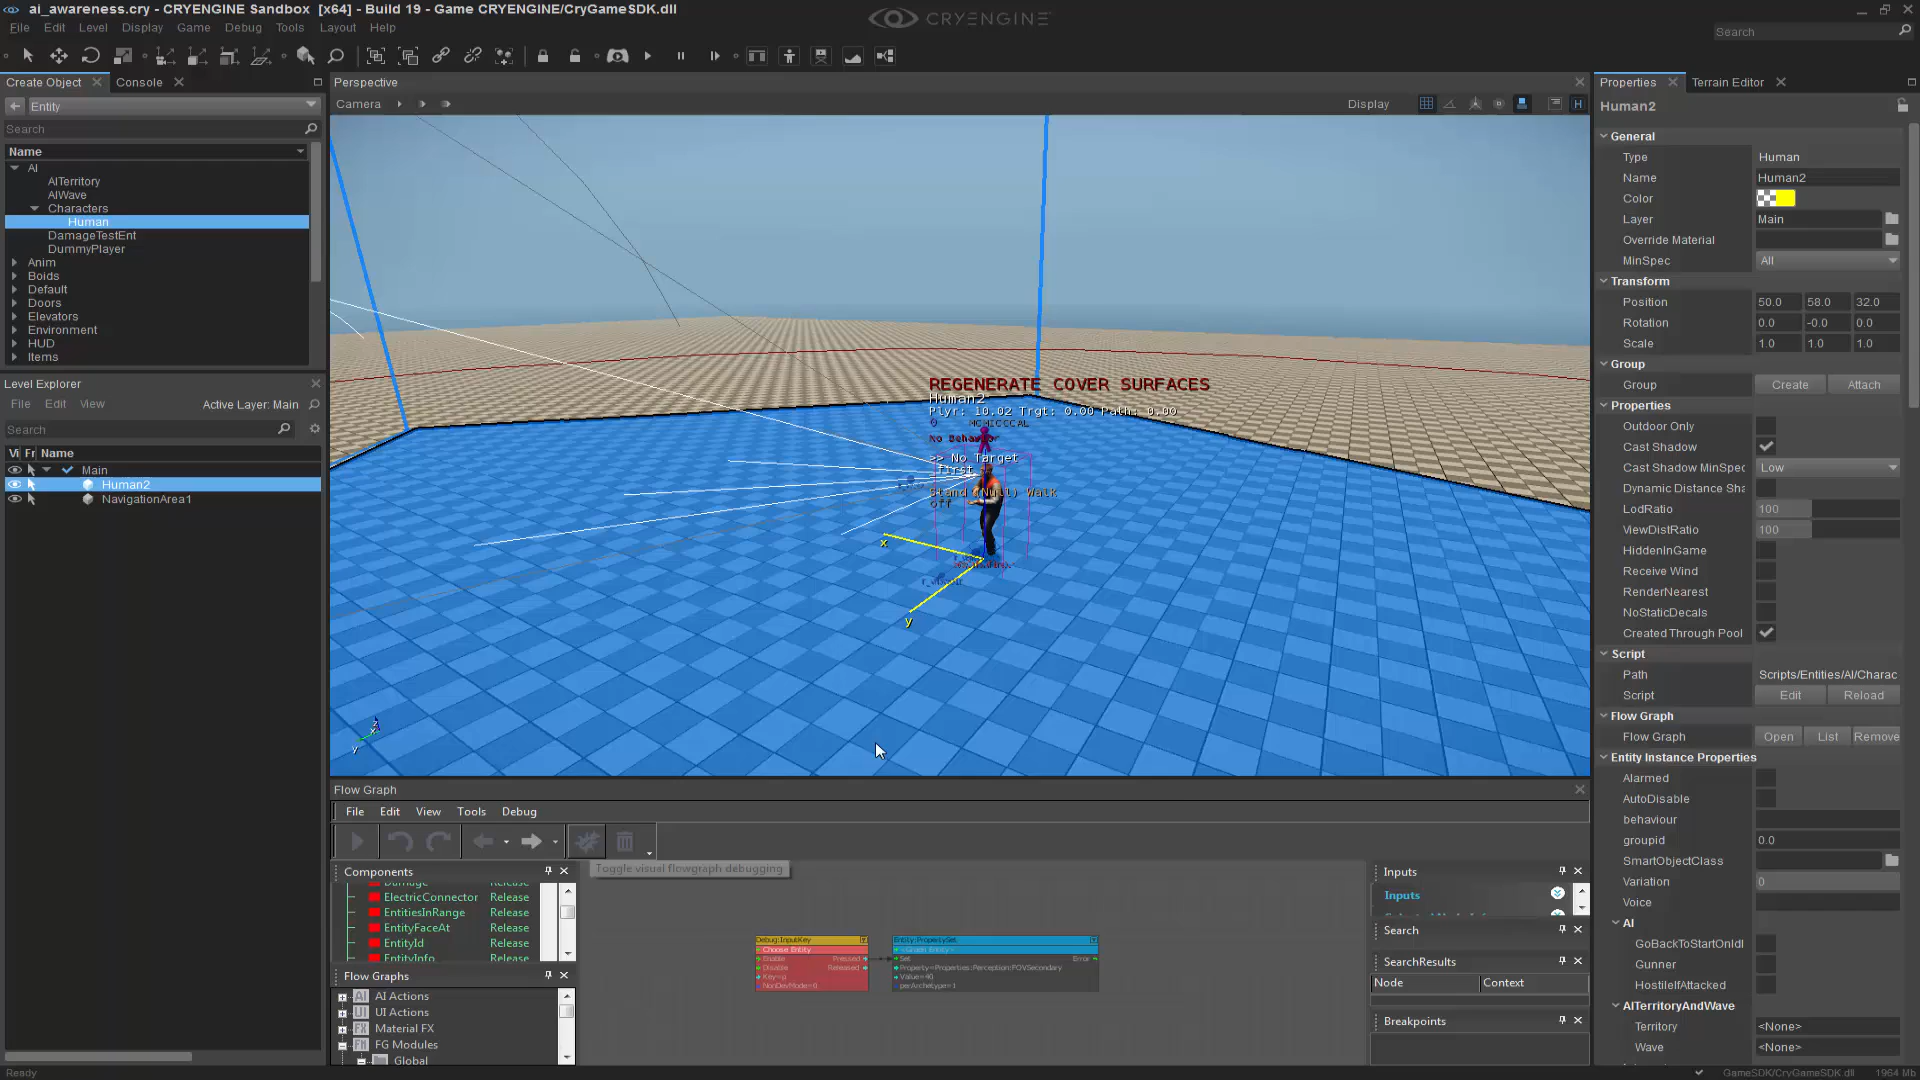 ai_awareness.cry - CRYENGINE Sandbox [x64] - Build 19 - Game CRYENGINE/CryGameSDK.dll
CRYENGINE
File Edit Level Display Game Debug Tools Layout Help
Search
Create Object
Console
Entity
Search
Name
AI
AITerritory
AIWave
Characters
Human
DamageTestEnt
DummyPlayer
Anim
Boids
Default
Doors
Elevators
Environment
HUD
Items
Level Explorer
File Edit View Active Layer: Main
Search
Vi Fr Name
Main
Human2
NavigationArea1
Perspective
Camera
Display
H
REGENERATE COVER SURFACES
Human2
Plyr: 10.02 Trgt: 0.00 Path: 0.00
No Behavior
>> No Target
first
Stand (Null) Walk
off
x
y
z
x
y
Flow Graph
File Edit View Tools Debug
Toggle visual flowgraph debugging
Components
Damage Release
ElectricConnector Release
EntitiesInRange Release
EntityFaceAt Release
EntityId Release
EntityInfo Release
Flow Graphs
AI Actions
UI Actions
Material FX
FG Modules
Global
Debug:InputKey
Choose Entity
Enable Pressed
Disable Released
NonDevMode=0
Entity:PropertySet
<Graph Entity>
Set Error
Property=Properties:Perception:FOVSecondary
Value=40
perArchetype=1
Inputs
Inputs
Search
SearchResults
Node Context
Breakpoints
Properties
Terrain Editor
Human2
General
Type Human
Name Human2
Color
Layer Main
Override Material
MinSpec All
Transform
Position 50.0 58.0 32.0
Rotation 0.0 -0.0 0.0
Scale 1.0 1.0 1.0
Group
Group Create Attach
Properties
Outdoor Only
Cast Shadow
Cast Shadow MinSpec Low
Dynamic Distance Sha
LodRatio 100
ViewDistRatio 100
HiddenInGame
Receive Wind
RenderNearest
NoStaticDecals
Created Through Pool
Script
Path Scripts/Entities/AI/Charac
Script Edit Reload
Flow Graph
Flow Graph Open List Remove
Entity Instance Properties
Alarmed
AutoDisable
behaviour
groupid 0.0
SmartObjectClass
Variation 0
Voice
AI
GoBackToStartOnIdl
Gunner
HostileIfAttacked
AITerritoryAndWave
Territory <None>
Wave <None>
Ready
GameSDK/CryGameSDK.dll 1964 Mb